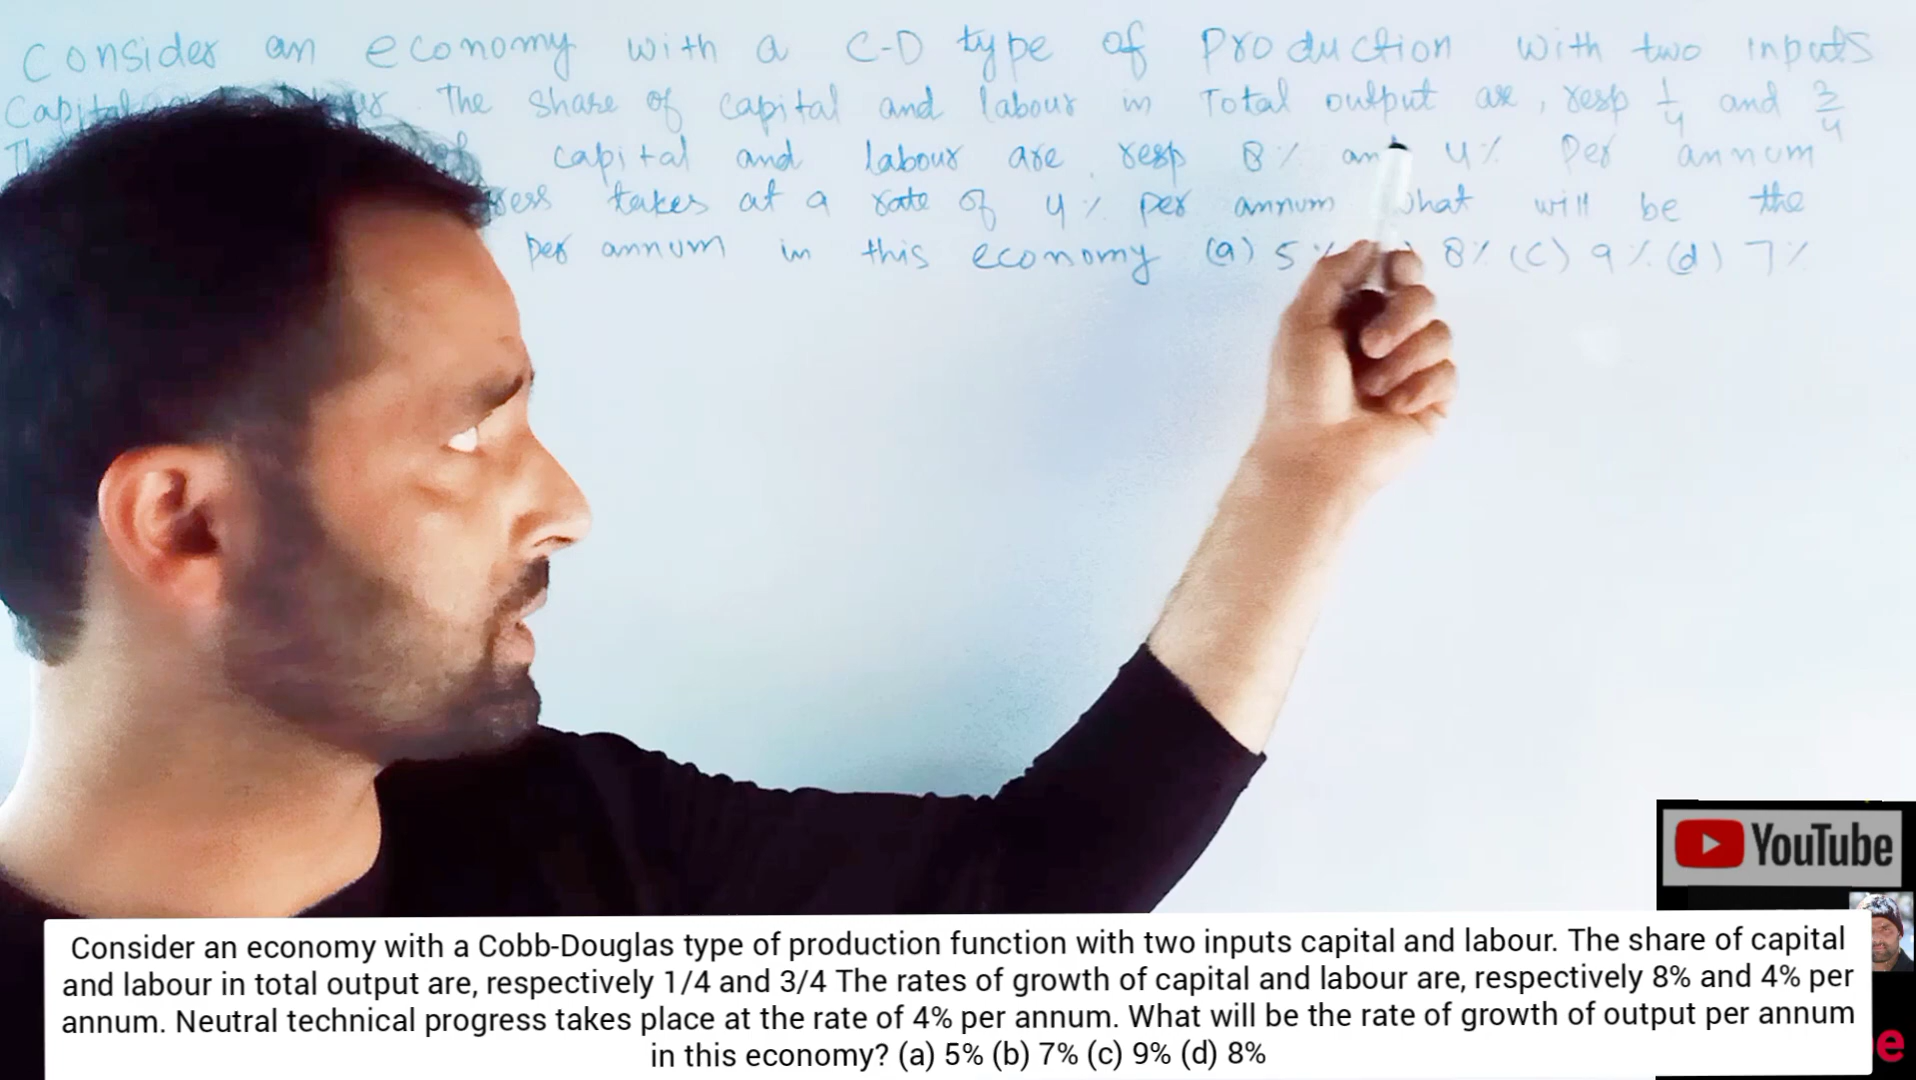 Consider an economy with a C-D type of Production with two inputs
Capital The Share of capital and labour in Total output are, resp 1/4 and 3/4
capital and labour are, resp 8% an 4% Per annum
takes at a rate of 4% per annum what will be the
Per annum in this economy (a) 5% 8% (c) 9% (d) 7%
YouTube
Consider an economy with a Cobb-Douglas type of production function with two inputs capital and labour. The share of capital
and labour in total output are, respectively 1/4 and 3/4 The rates of growth of capital and labour are, respectively 8% and 4% per
annum. Neutral technical progress takes place at the rate of 4% per annum. What will be the rate of growth of output per annum
in this economy? (a) 5% (b) 7% (c) 9% (d) 8%
e